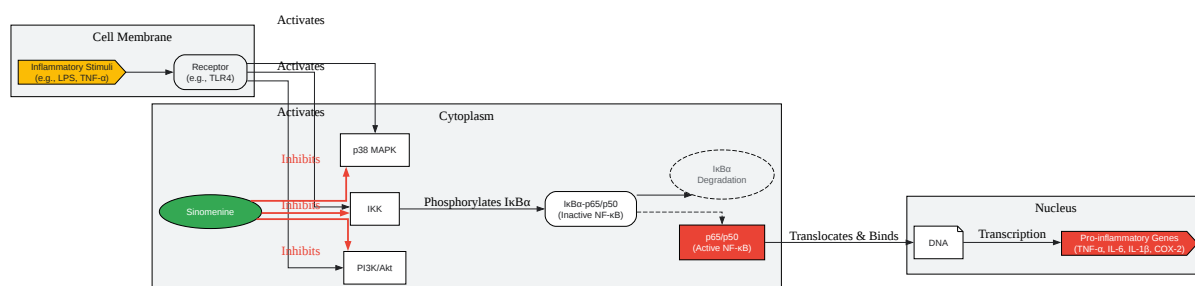 Activates
Cell Membrane
Inflammatory Stimuli
(e.g., LPS, TNF-α)
Receptor
(e.g., TLR4)
Activates
Activates
Cytoplasm
p38 MAPK
Inhibits
IκBα
Degradation
Sinomenine
Inhibits
IKK
Phosphorylates IκBα
IκBα-p65/p50
(Inactive NF-κB)
Inhibits
PI3K/Akt
p65/p50
(Active NF-κB)
Translocates & Binds
Nucleus
DNA
Transcription
Pro-inflammatory Genes
(TNF-α, IL-6, IL-1β, COX-2)